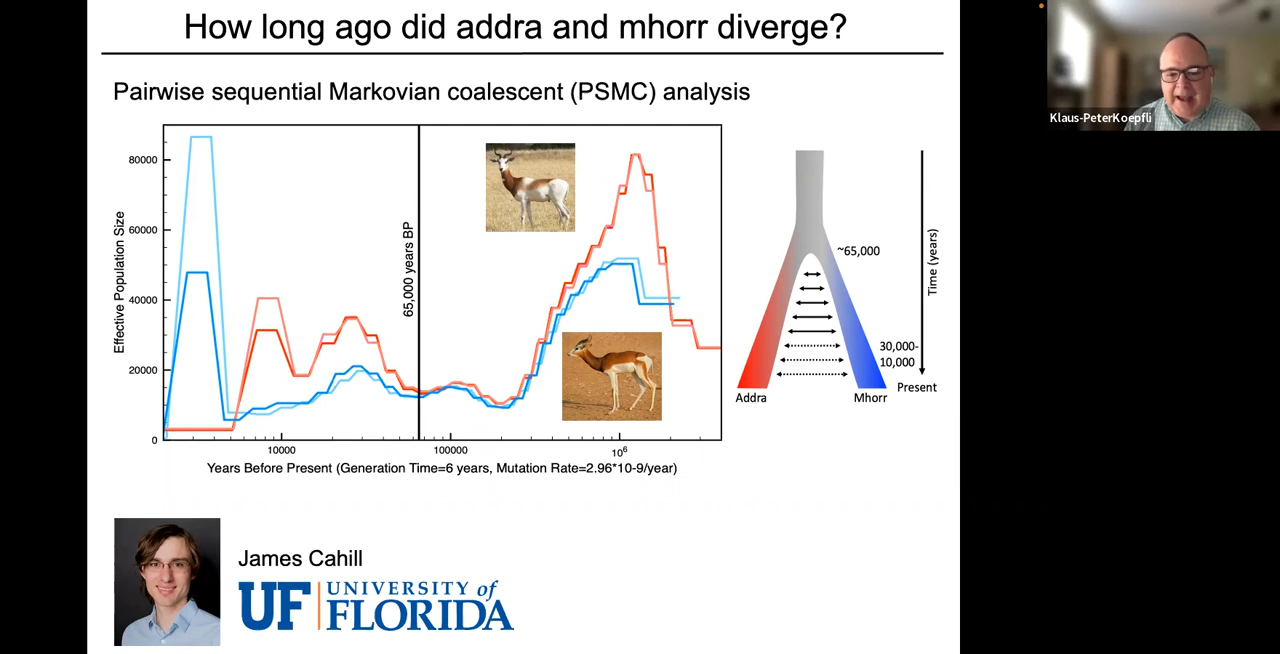 How long ago did addra and mhorr diverge?
Pairwise sequential Markovian coalescent (PSMC) analysis
Klaus-PeterKoepfli
Effective Population Size
80000
60000
40000
20000
0
65,000 years BP
10000
100000
10⁶
Years Before Present (Generation Time=6 years, Mutation Rate=2.96*10-9/year)
~65,000
Time (years)
30,000-
10,000
Present
Addra
Mhorr
James Cahill
UF UNIVERSITY of
FLORIDA